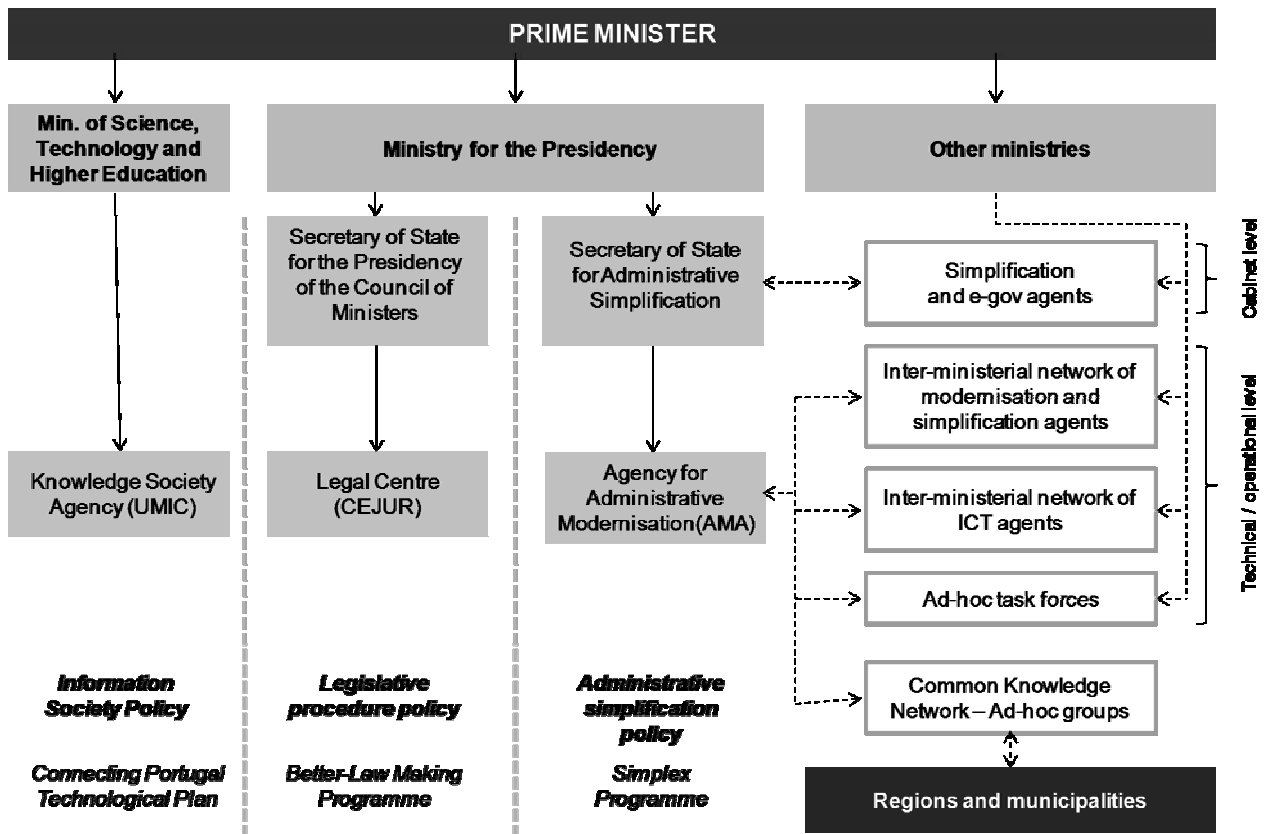 PRIME MINISTER
Min. of Science,
Technology and
Higher Education
Ministry for the Presidency
Other ministries
Secretary of State
for the Presidency
of the Council of
Ministers
Secretary of State
for Administrative
Simplification
Simplification
and e-gov agents
Cabinet level
Inter-ministerial network of
modernisation and
simplification agents
Knowledge Society
Agency (UMIC)
Legal Centre
(CEJUR)
Agency for
Administrative
Modernisation (AMA)
Inter-ministerial network of
ICT agents
Technical / operational level
Ad-hoc task forces
Information
Society Policy
Legislative
procedure policy
Administrative
simplification
policy
Common Knowledge
Network – Ad-hoc groups
Connecting Portugal
Technological Plan
Better-Law Making
Programme
Simplex
Programme
Regions and municipalities